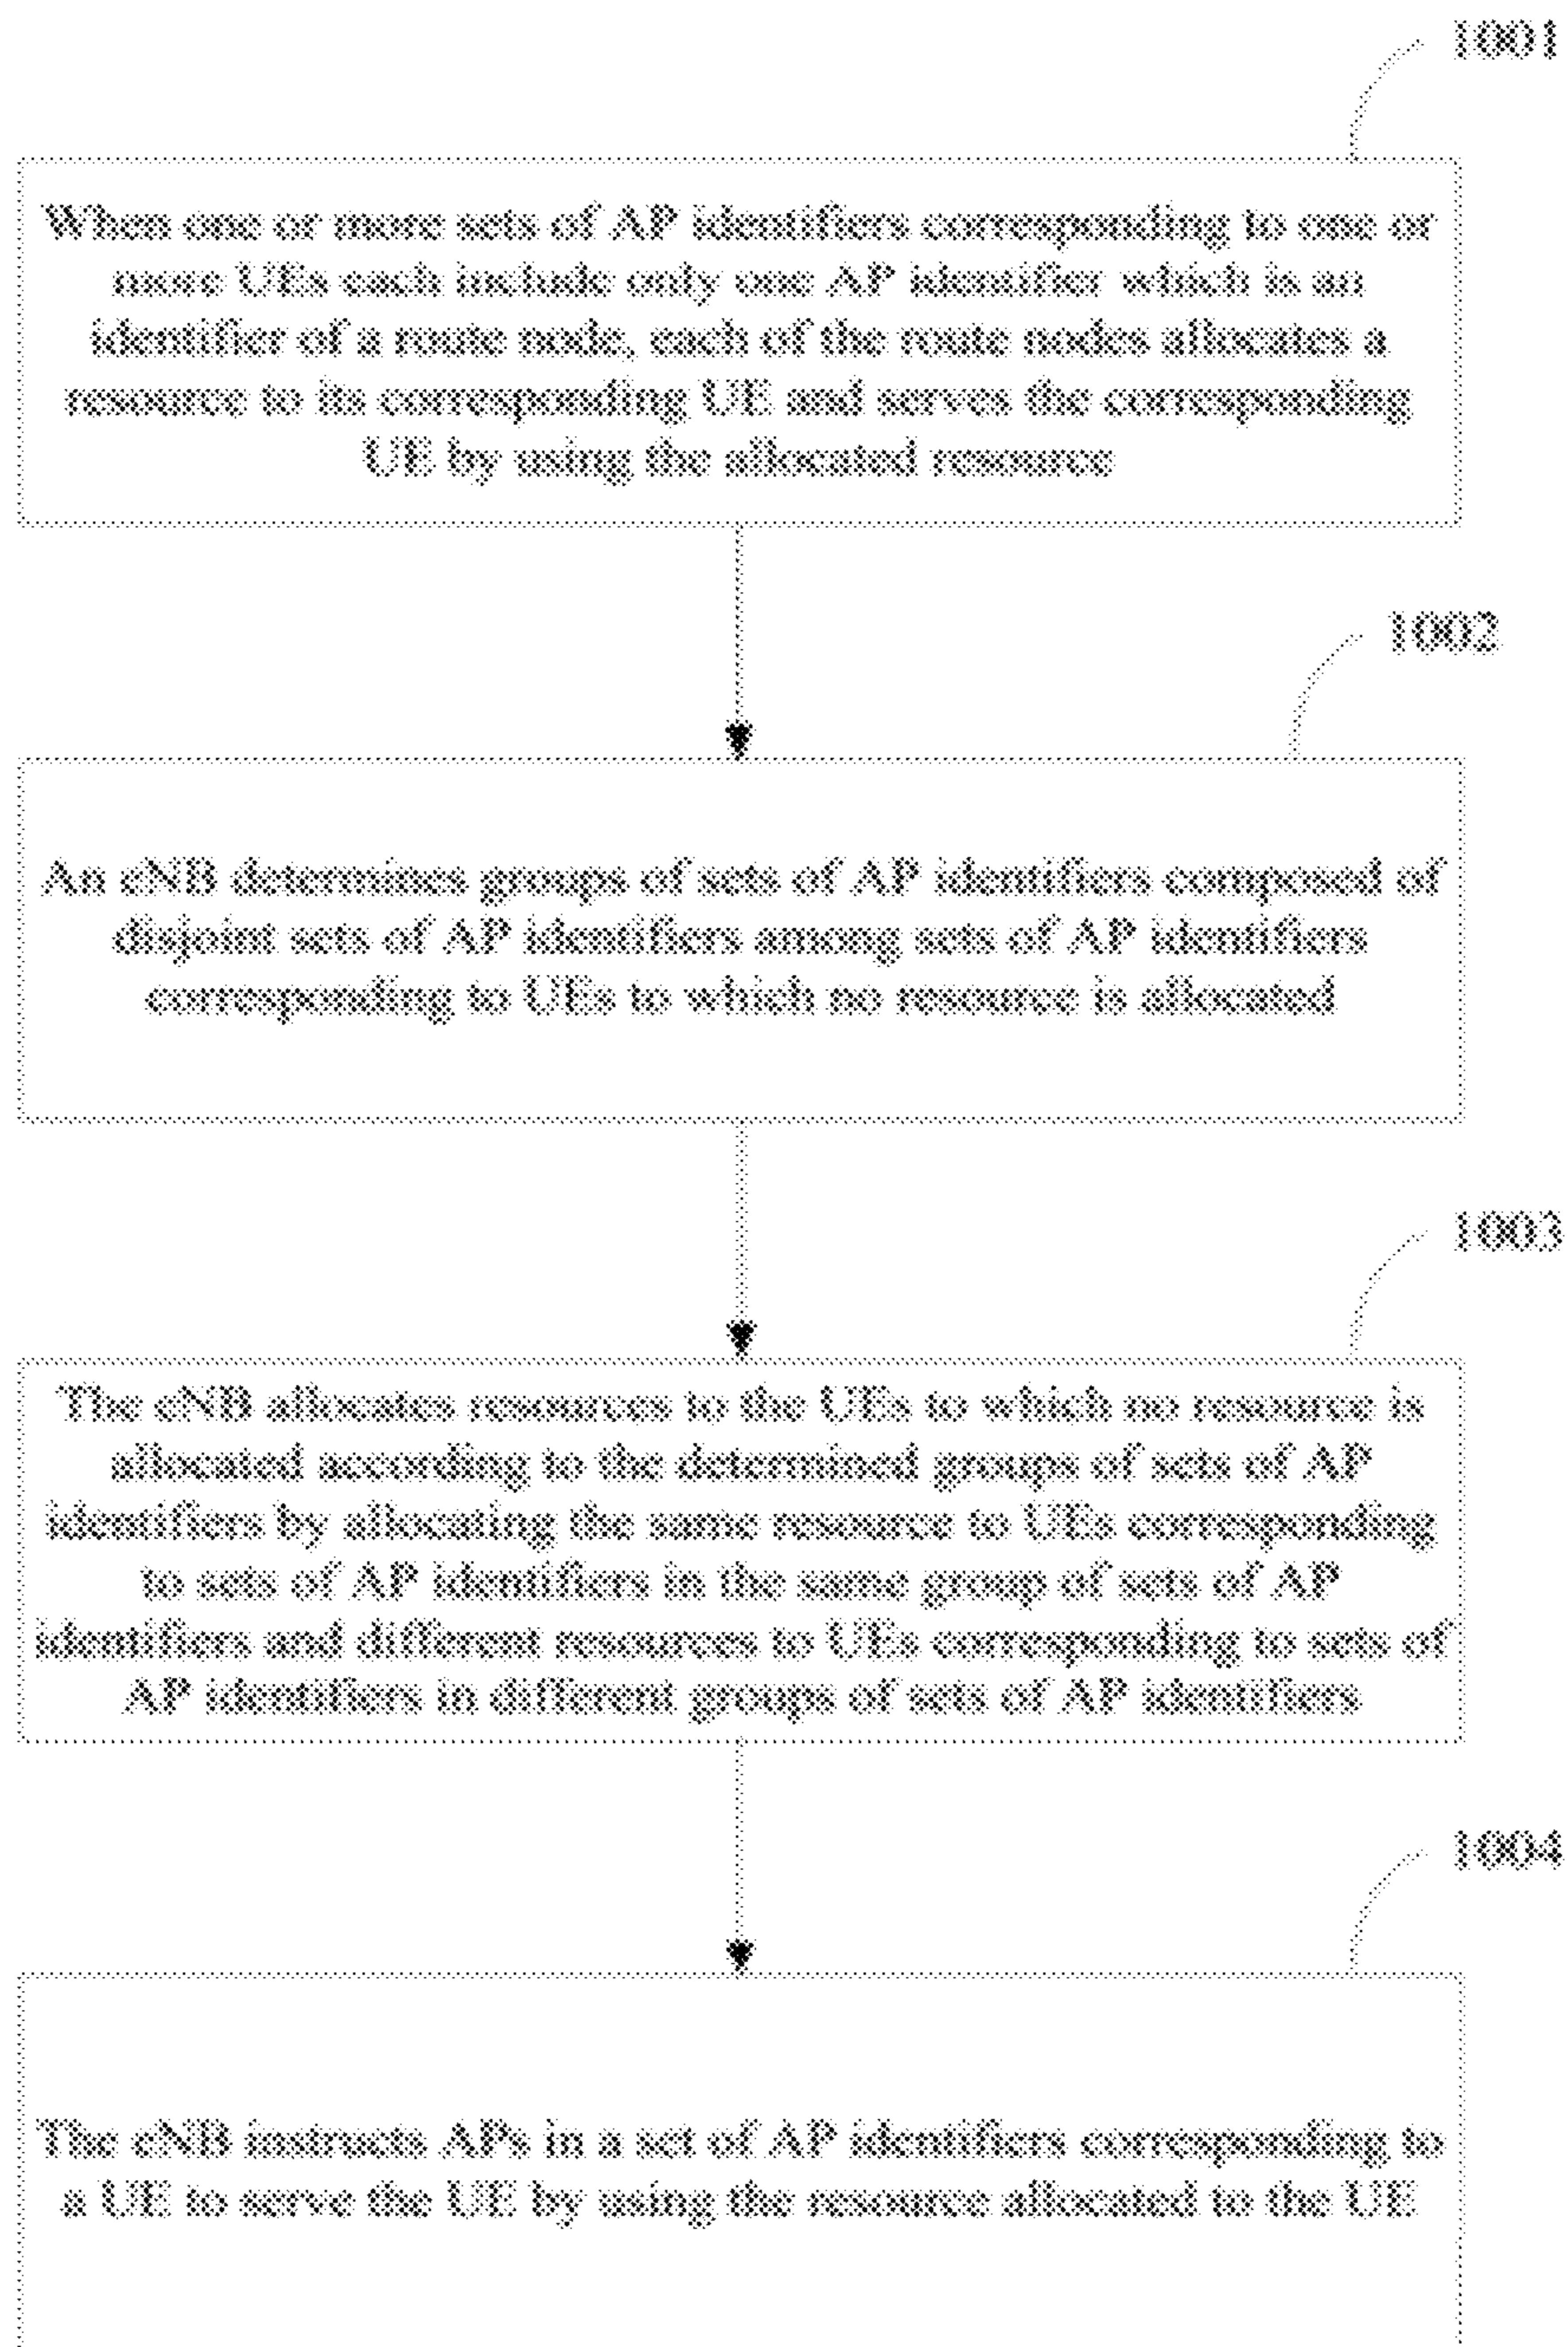 1001
When one or more sets of AP identifiers corresponding to one or
more UEs each include only one AP identifier which is an
identifier of a route node, each of the route nodes allocates a
resource to its corresponding UE and serves the corresponding
UE by using the allocated resource
1002
An eNB determines groups of sets of AP identifiers composed of
disjoint sets of AP identifiers among sets of AP identifiers
corresponding to UEs to which no resource is allocated
1003
The eNB allocates resources to the UEs to which no resource is
allocated according to the determined groups of sets of AP
identifiers by allocating the same resource to UEs corresponding
to sets of AP identifiers in the same group of sets of AP
identifiers and different resources to UEs corresponding to sets of
AP identifiers in different groups of sets of AP identifiers
1004
The eNB instructs APs in a set of AP identifiers corresponding to
a UE to serve the UE by using the resource allocated to the UE